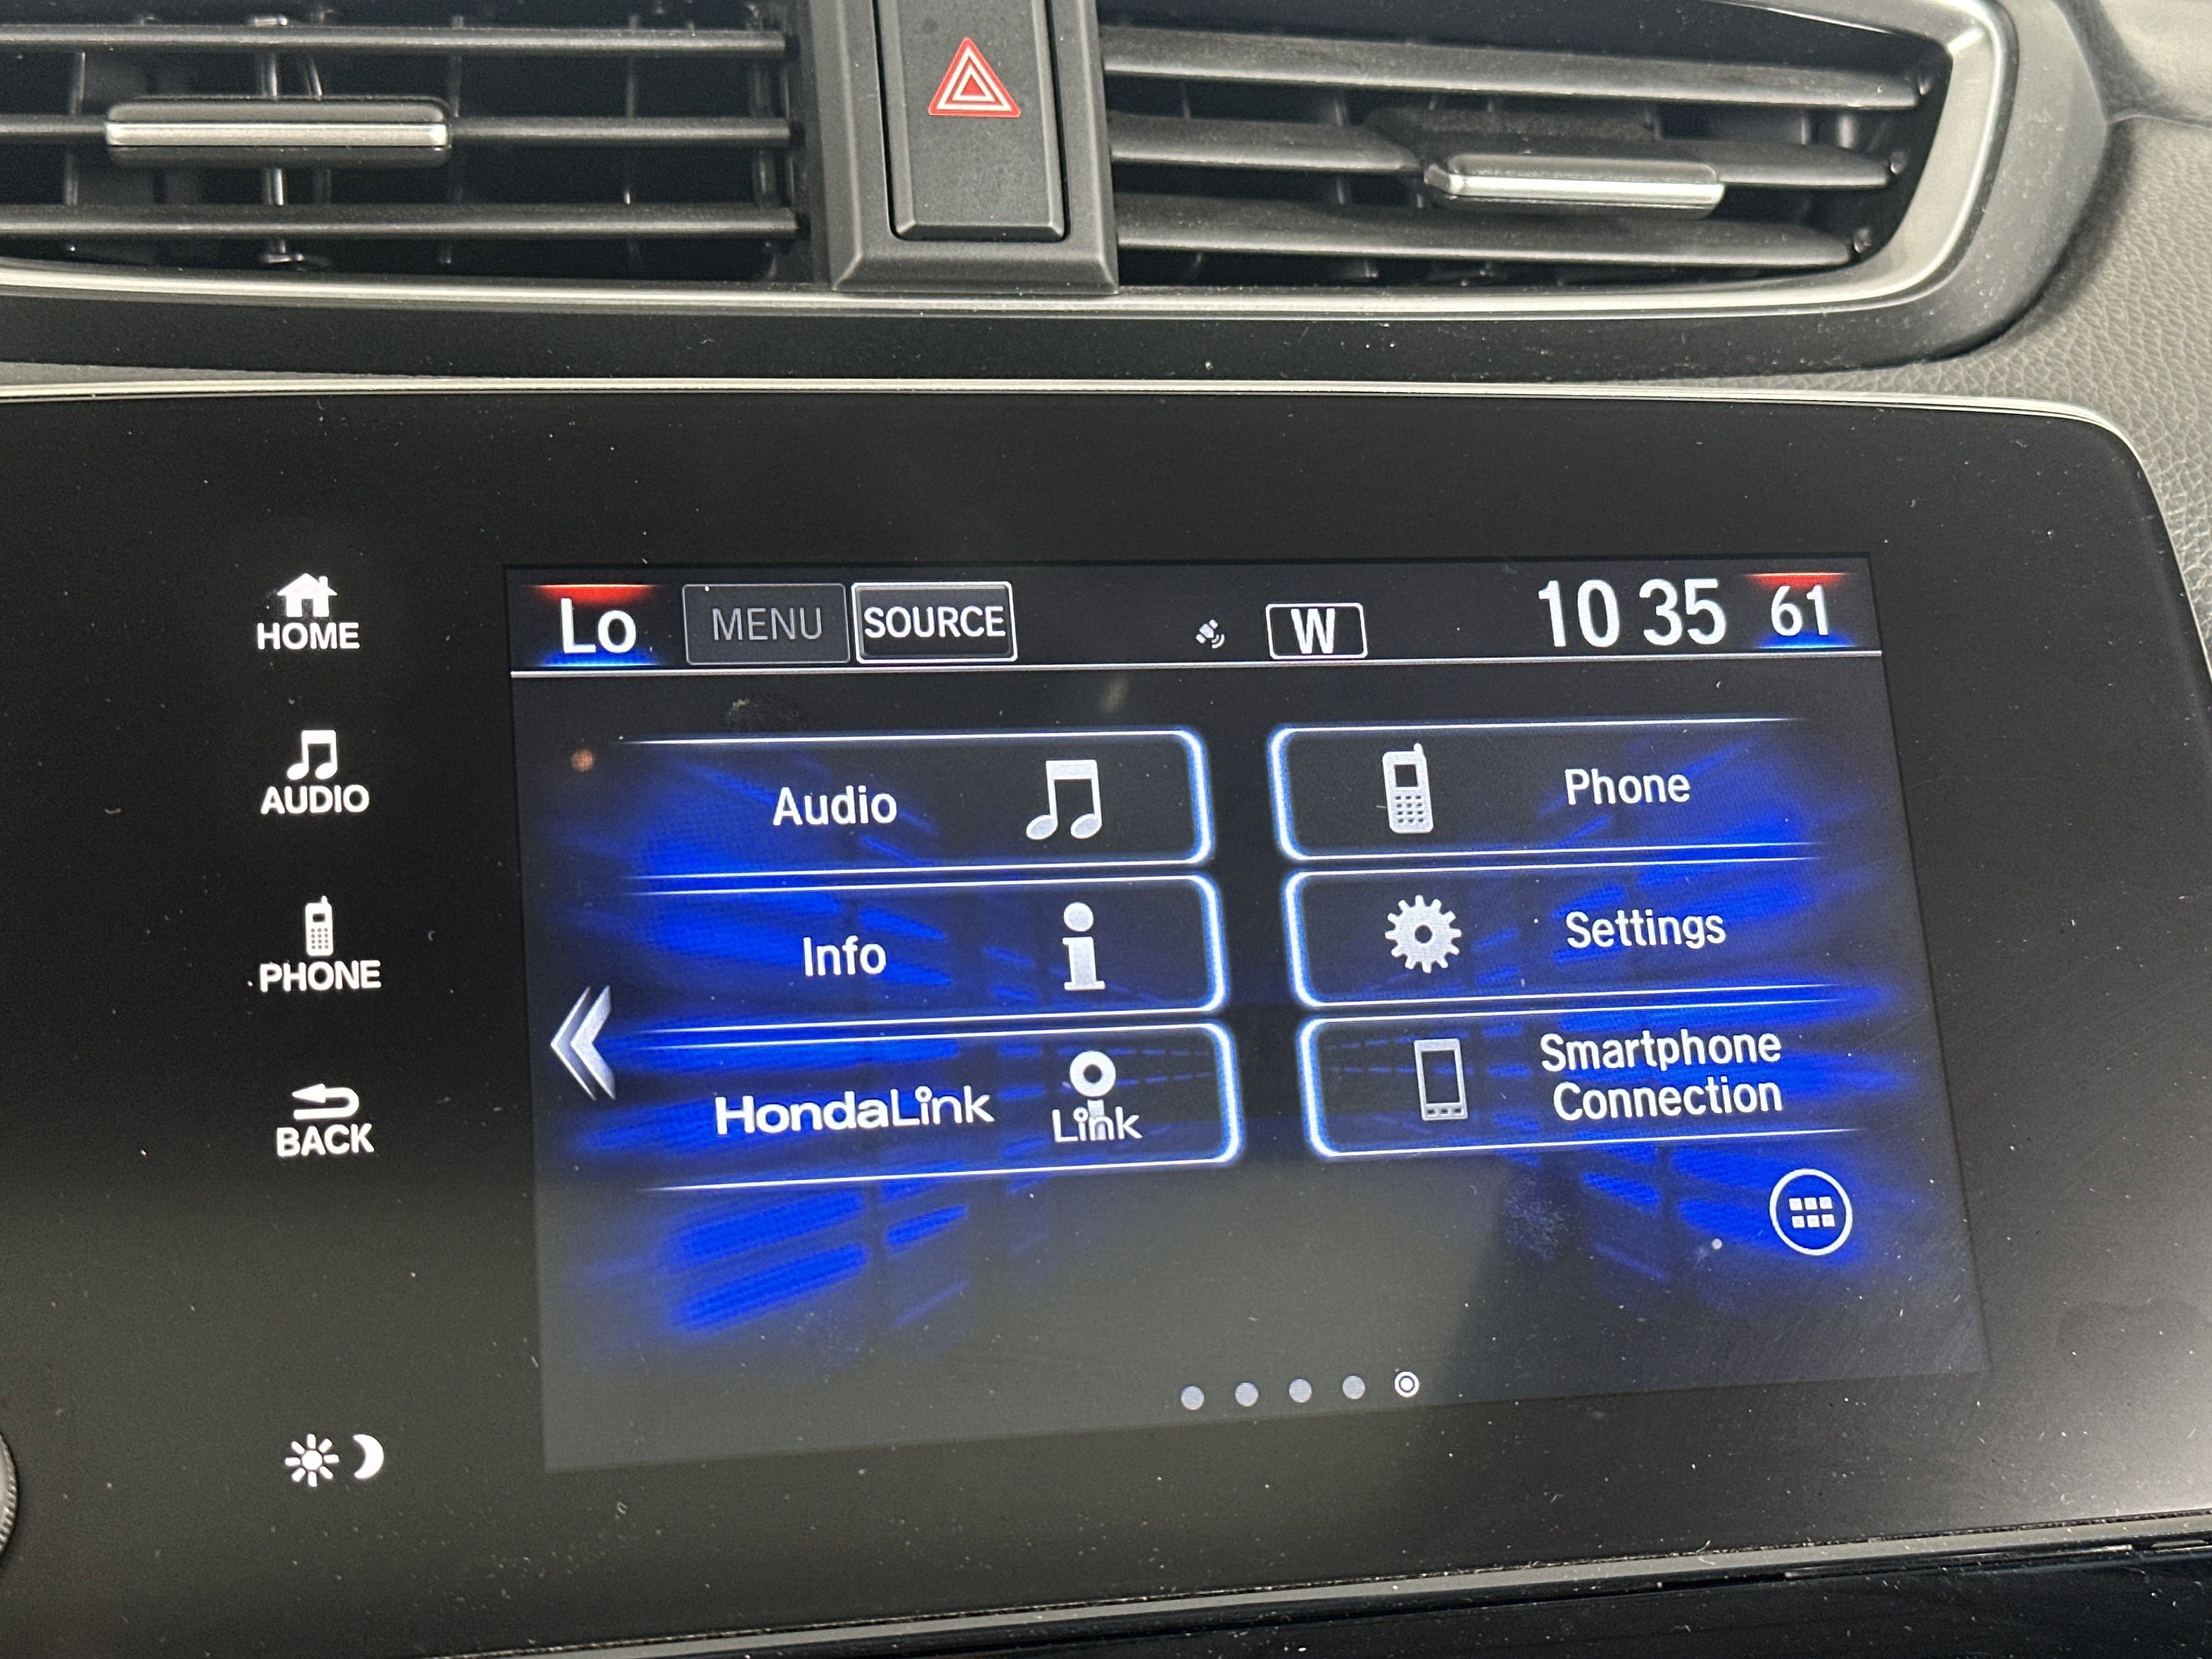 HOME
AUDIO
PHONE
BACK
Lo MENU SOURCE W 10 35 61
Audio
Phone
Info
Settings
HondaLink
Link
Smartphone
Connection